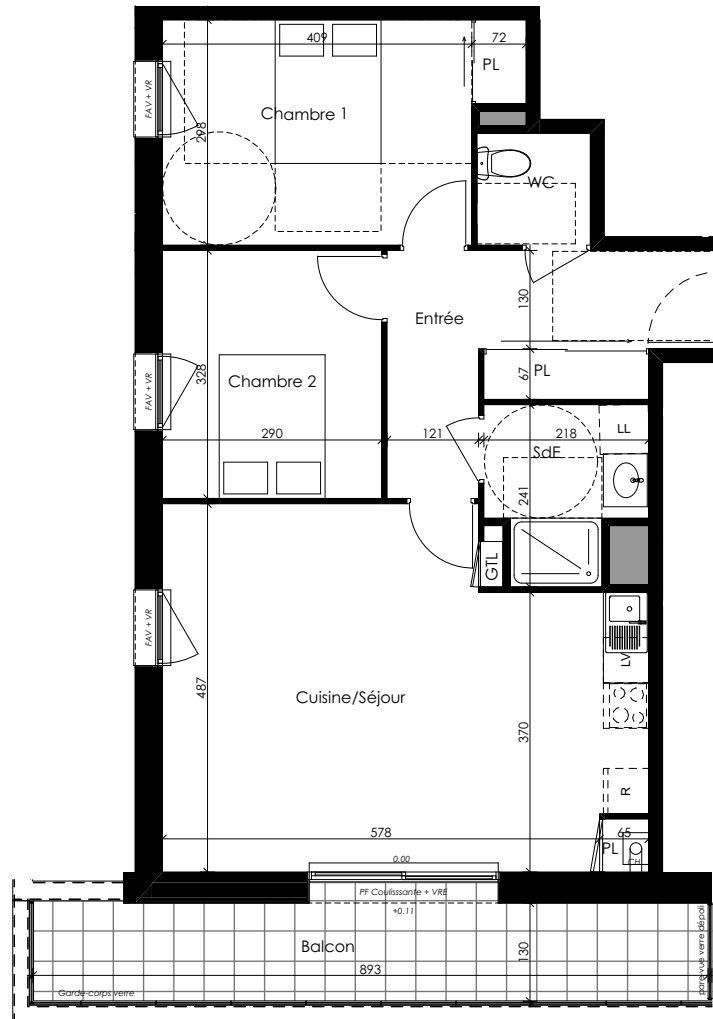 409
72
PL
FAV + VR
Chambre 1
298
WC
130
Entrée
67
PL
FAV + VR
328
Chambre 2
290
121
218
LL
SdE
241
GTL
FAV + VR
LV
487
Cuisine/Séjour
370
R
578
65
PL
CH
0.00
PF Coulisssante + VRE
+0.11
Balcon
130
893
Garde-corps verre
pare-vue verre dépoli